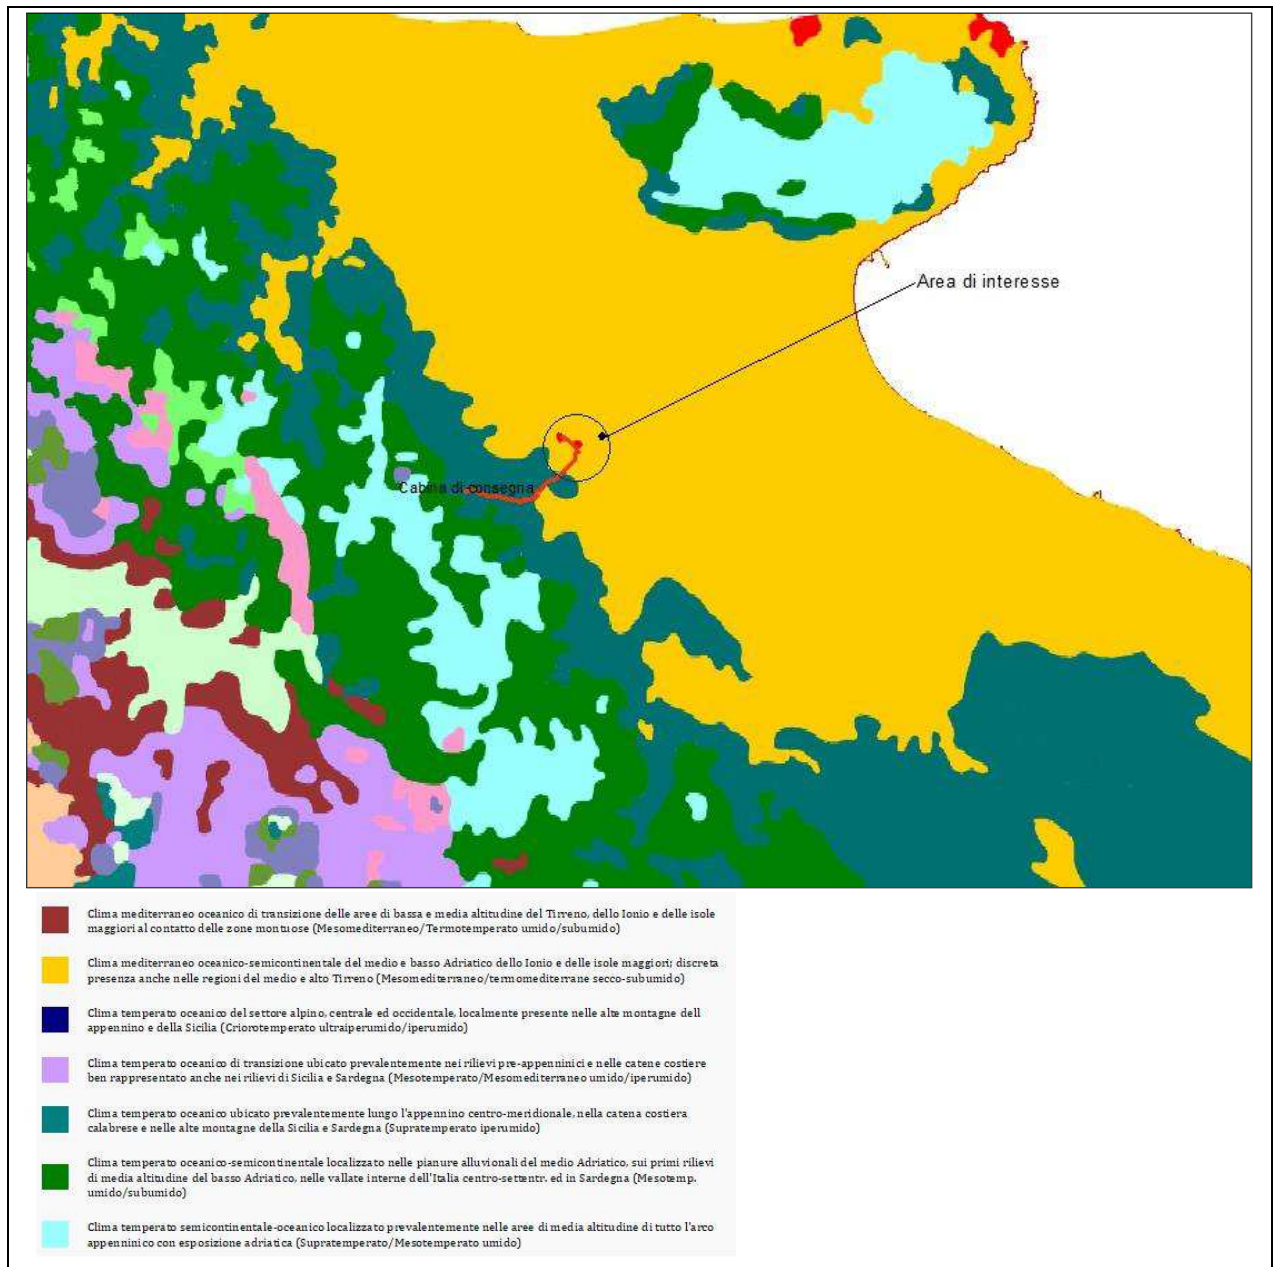 Area di interesse
Cabina di consegna
Clima mediterraneo oceanico di transizione delle aree di bassa e media altitudine del Tirreno, dello Ionio e delle isole
maggiori al contatto delle zone montuose (Mesomediterraneo/Termotemperato umido/subumido)
Clima mediterraneo oceanico-semicontinentale del medio e basso Adriatico dello Ionio e delle isole maggiori; discreta
presenza anche nelle regioni del medio e alto Tirreno (Mesomediterraneo/termomediterrane secco-subumido)
Clima temperato oceanico del settore alpino, centrale ed occidentale, localmente presente nelle alte montagne dell
appennino e della Sicilia (Criorotemperato ultraiperumido/iperumido)
Clima temperato oceanico di transizione ubicato prevalentemente nei rilievi pre-appenninici e nelle catene costiere
ben rappresentato anche nei rilievi di Sicilia e Sardegna (Mesotemperato/Mesomediterraneo umido/iperumido)
Clima temperato oceanico ubicato prevalentemente lungo l'appennino centro-meridionale, nella catena costiera
calabrese e nelle alte montagne della Sicilia e Sardegna (Supratemperato iperumido)
Clima temperato oceanico-semicontinentale localizzato nelle pianure alluvionali del medio Adriatico, sui primi rilievi
di media altitudine del basso Adriatico, nelle vallate interne dell'Italia centro-settentr. ed in Sardegna (Mesotemp.
umido/subumido)
Clima temperato semicontinentale-oceanico localizzato prevalentemente nelle aree di media altitudine di tutto l'arco
appenninico con esposizione adriatica (Supratemperato/Mesotemperato umido)